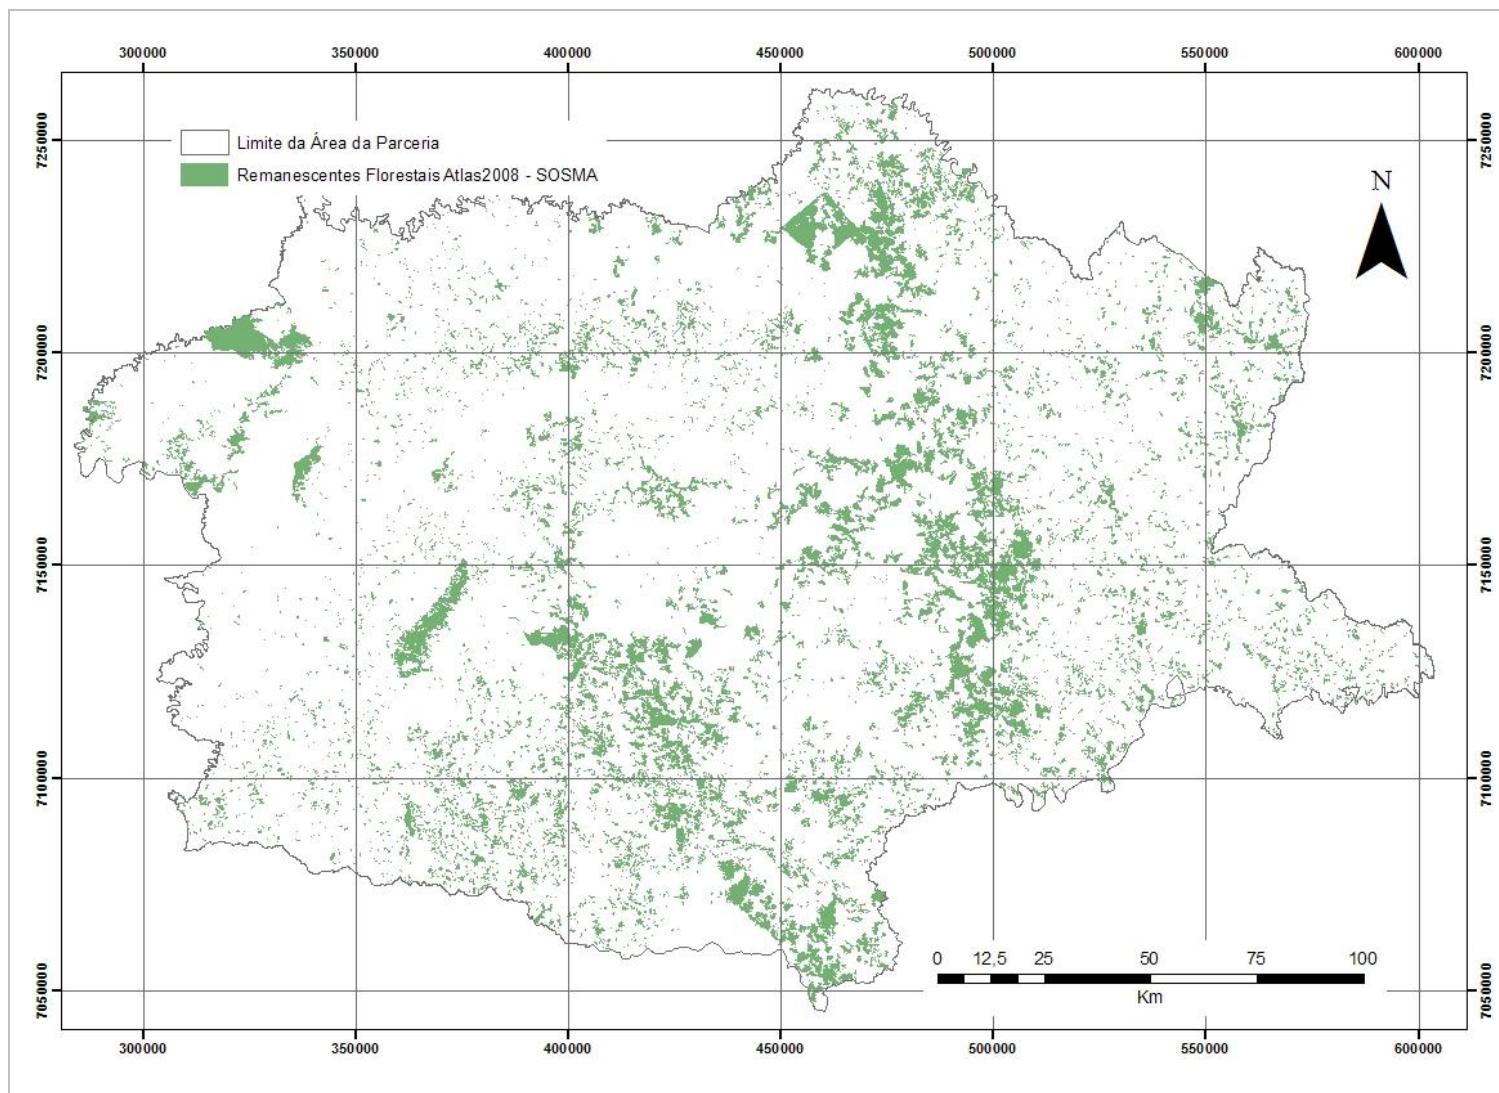 300000 350000 400000 450000 500000 550000 600000
7250000 7250000
Limite da Área da Parceria
Remanescentes Florestais Atlas2008 - SOSMA
N
7200000 7200000
7150000 7150000
7100000 7100000
0 12,5 25 50 75 100
Km
7050000 7050000
300000 350000 400000 450000 500000 550000 600000